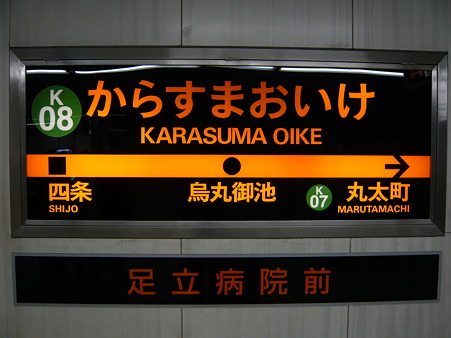 K
08
からすまおいけ
KARASUMA OIKE
四条
SHIJO
烏丸御池
K
07
丸太町
MARUTAMACHI
足立病院前